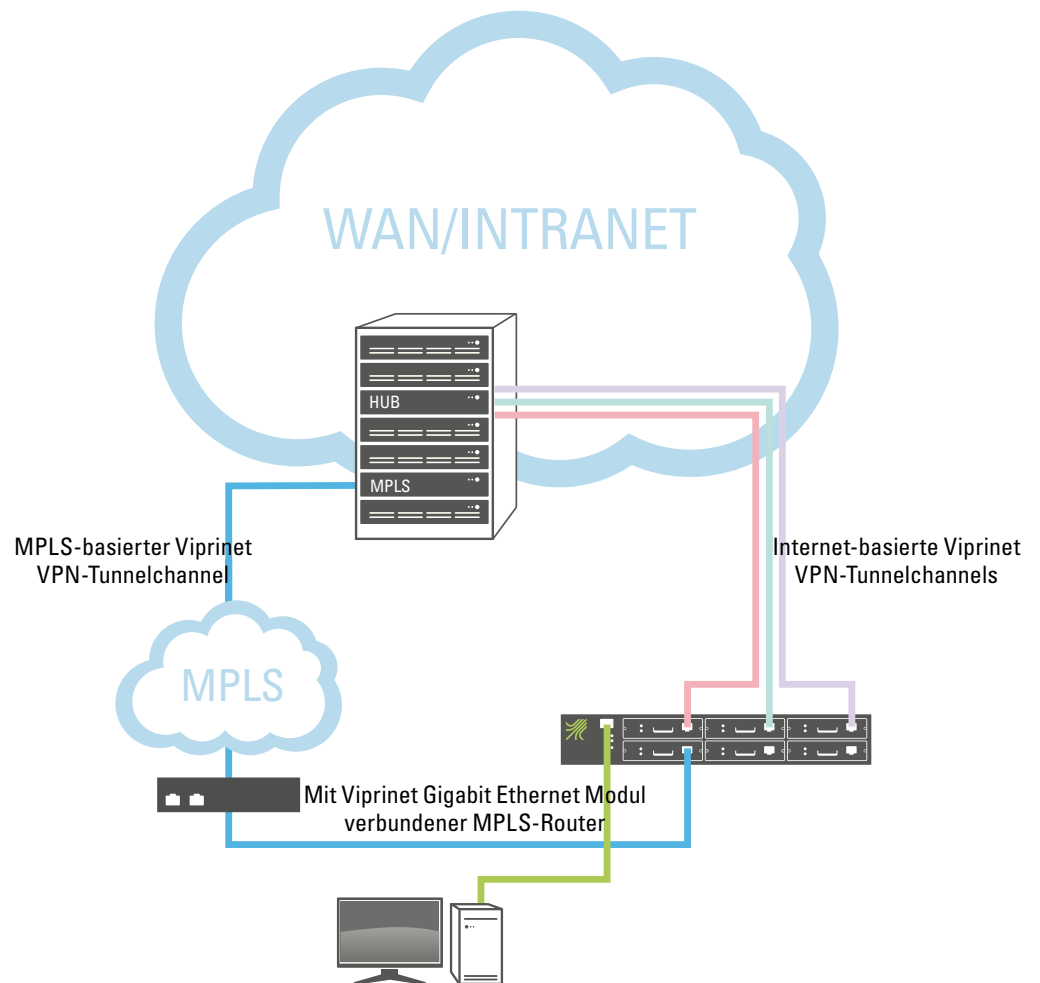 WAN/INTRANET
HUB
MPLS
MPLS-basierter Viprinet
VPN-Tunnelchannel
Internet-basierte Viprinet
VPN-Tunnelchannels
MPLS
Mit Viprinet Gigabit Ethernet Modul
verbundener MPLS-Router